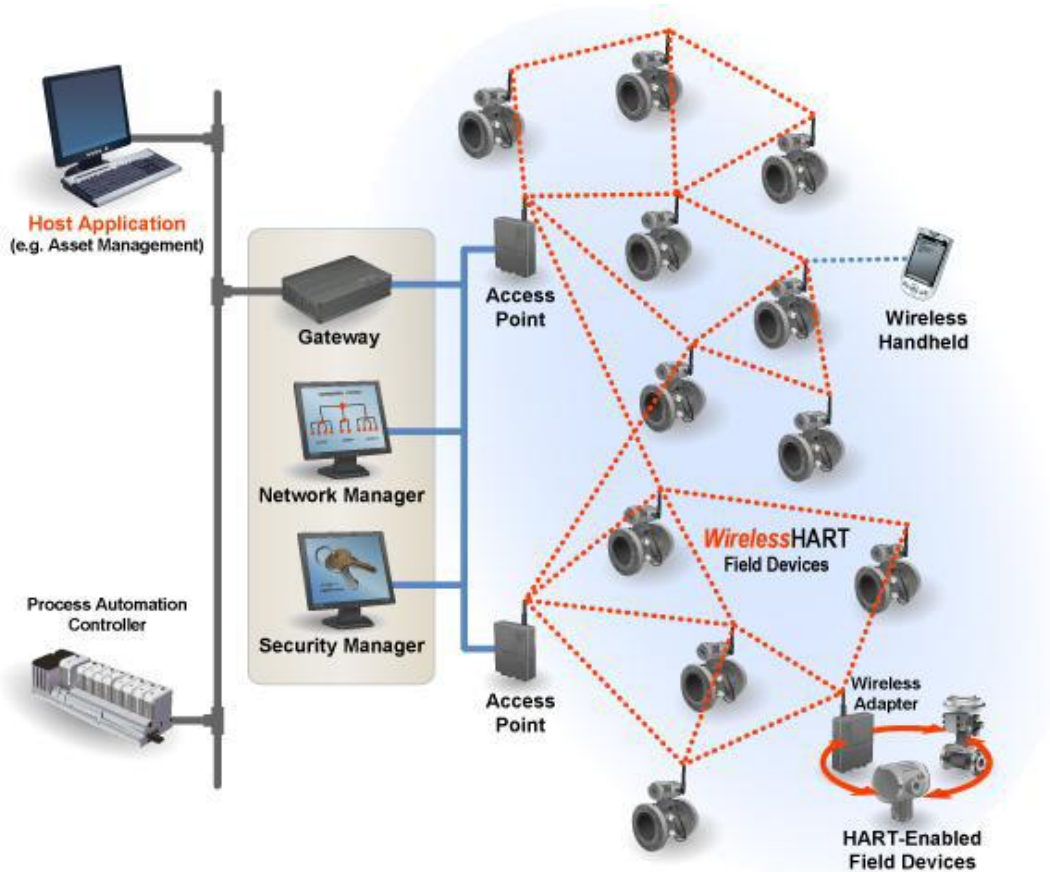 Host Application
(e.g. Asset Management)
Gateway
Network Manager
Security Manager
Process Automation
Controller
Access
Point
Wireless
Handheld
WirelessHART
Field Devices
Access
Point
Wireless
Adapter
HART-Enabled
Field Devices